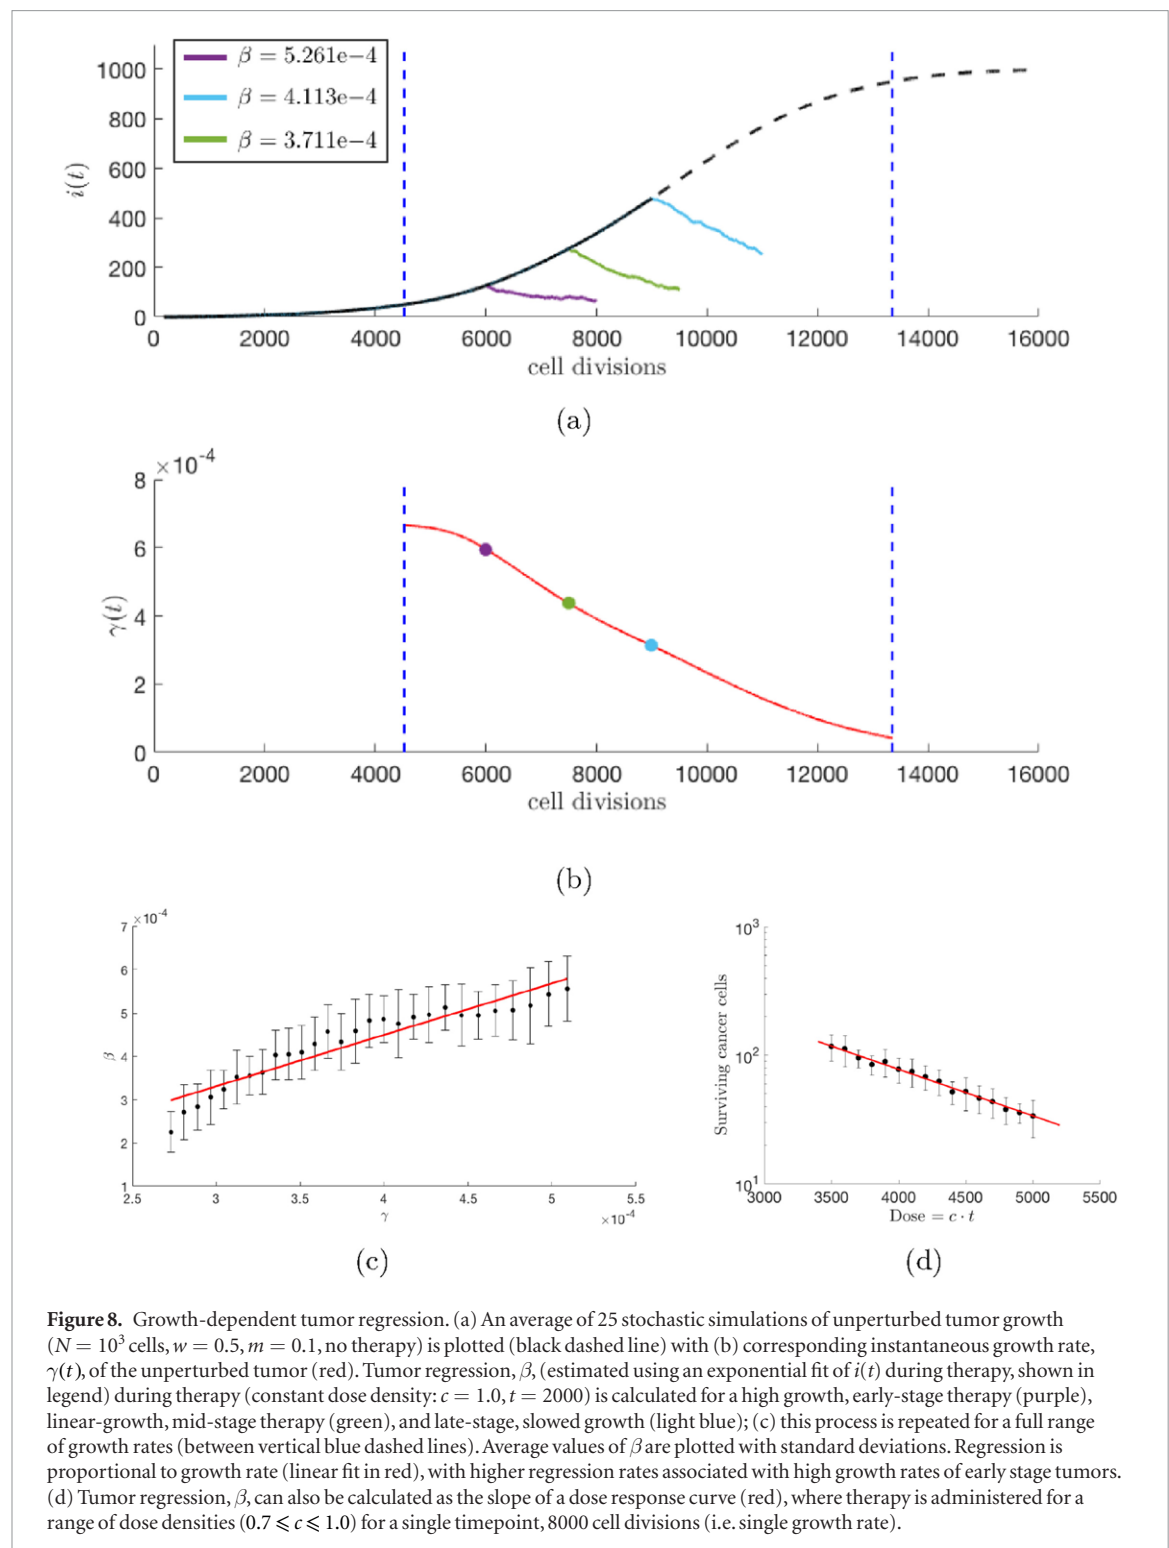 β = 5.261e−4
β = 4.113e−4
β = 3.711e−4
1000
800
600
400
200
0
i(t)
0 2000 4000 6000 8000 10000 12000 14000 16000
cell divisions
(a)
×10⁻⁴
8
6
4
2
0
γ(t)
0 2000 4000 6000 8000 10000 12000 14000 16000
cell divisions
(b)
×10⁻⁴
7
6
5
4
3
2
1
β
2.5 3 3.5 4 4.5 5 5.5
γ
×10⁻⁴
(c)
10³
10²
10¹
Surviving cancer cells
3000 3500 4000 4500 5000 5500
Dose = c · t
(d)
Figure 8. Growth-dependent tumor regression. (a) An average of 25 stochastic simulations of unperturbed tumor growth
(N = 10³ cells, w = 0.5, m = 0.1, no therapy) is plotted (black dashed line) with (b) corresponding instantaneous growth rate,
γ(t), of the unperturbed tumor (red). Tumor regression, β, (estimated using an exponential fit of i(t) during therapy, shown in
legend) during therapy (constant dose density: c = 1.0, t = 2000) is calculated for a high growth, early-stage therapy (purple),
linear-growth, mid-stage therapy (green), and late-stage, slowed growth (light blue); (c) this process is repeated for a full range
of growth rates (between vertical blue dashed lines). Average values of β are plotted with standard deviations. Regression is
proportional to growth rate (linear fit in red), with higher regression rates associated with high growth rates of early stage tumors.
(d) Tumor regression, β, can also be calculated as the slope of a dose response curve (red), where therapy is administered for a
range of dose densities (0.7 ⩽ c ⩽ 1.0) for a single timepoint, 8000 cell divisions (i.e. single growth rate).